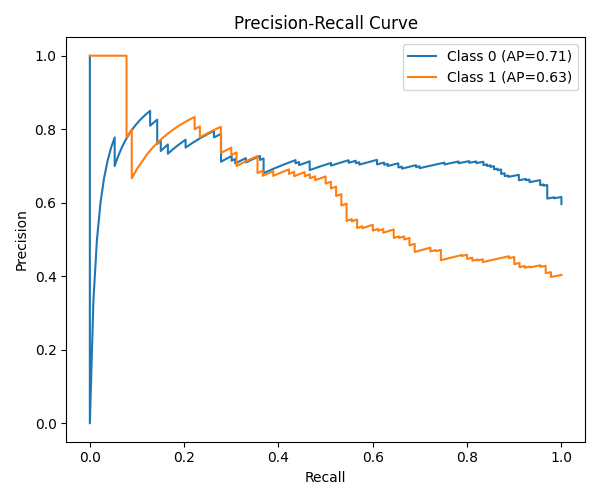 Precision-Recall Curve
Class 0 (AP=0.71)
Class 1 (AP=0.63)
Precision
1.0
0.8
0.6
0.4
0.2
0.0
0.0 0.2 0.4 0.6 0.8 1.0
Recall